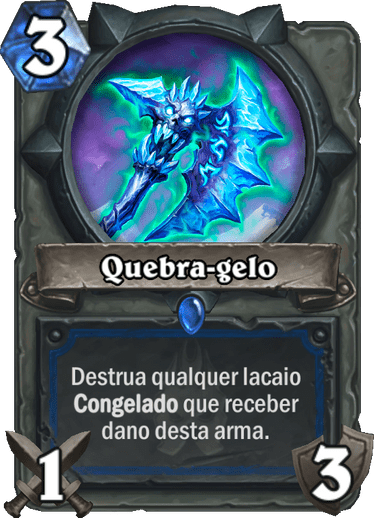 3
Quebra-gelo
Destrua qualquer lacaio
Congelado que receber
dano desta arma.
1
3